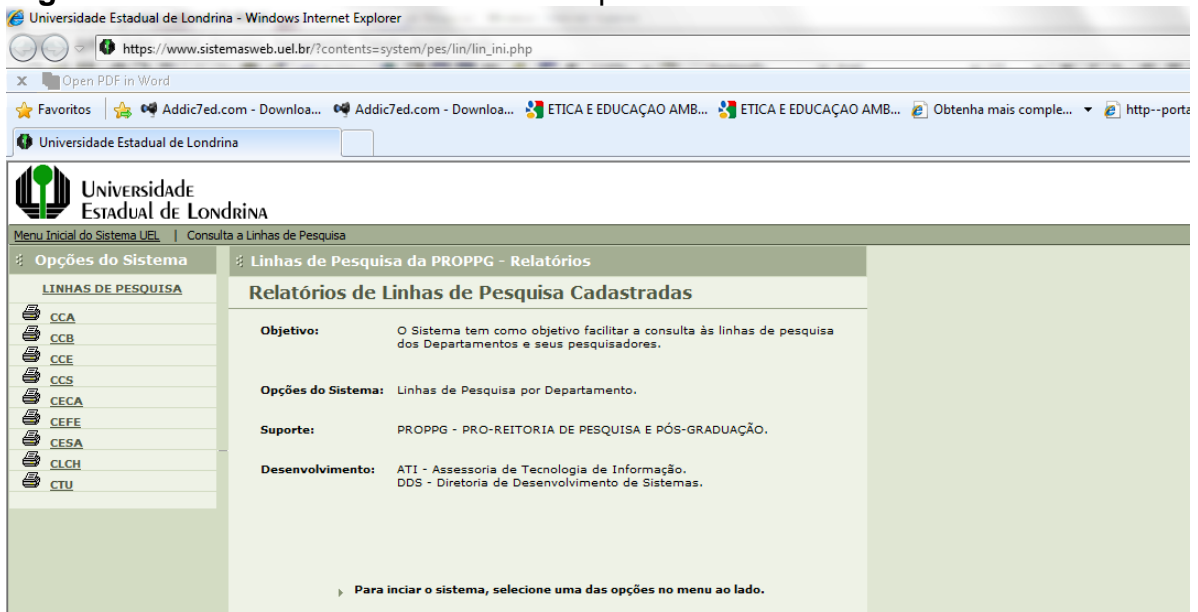 Universidade Estadual de Londrina - Windows Internet Explorer
https://www.sistemasweb.uel.br/?contents=system/pes/lin/lin_ini.php
x Open PDF in Word
Favoritos Addic7ed.com - Downloa... Addic7ed.com - Downloa... ETICA E EDUCAÇAO AMB... ETICA E EDUCAÇAO AMB... Obtenha mais comple... http--porta
Universidade Estadual de Londrina
Universidade
Estadual de Londrina
Menu Inicial do Sistema UEL | Consulta a Linhas de Pesquisa
Opções do Sistema
LINHAS DE PESQUISA
CCA
CCB
CCE
CCS
CECA
CEFE
CESA
CLCH
CTU
Linhas de Pesquisa da PROPPG - Relatórios
Relatórios de Linhas de Pesquisa Cadastradas
Objetivo: O Sistema tem como objetivo facilitar a consulta às linhas de pesquisa
dos Departamentos e seus pesquisadores.
Opções do Sistema: Linhas de Pesquisa por Departamento.
Suporte: PROPPG - PRO-REITORIA DE PESQUISA E PÓS-GRADUAÇÃO.
Desenvolvimento: ATI - Assessoria de Tecnologia de Informação.
DDS - Diretoria de Desenvolvimento de Sistemas.
Para inciar o sistema, selecione uma das opções no menu ao lado.